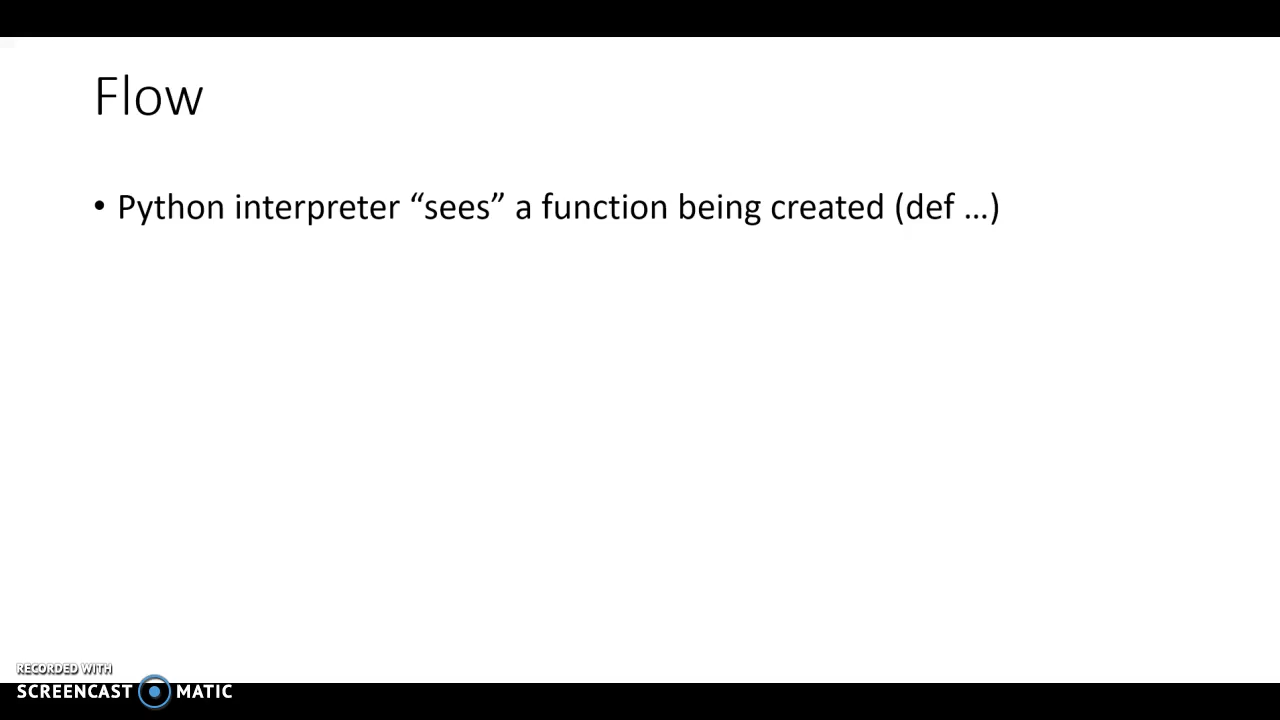 Flow
• Python interpreter “sees” a function being created (def …)
RECORDED WITH
SCREENCAST MATIC